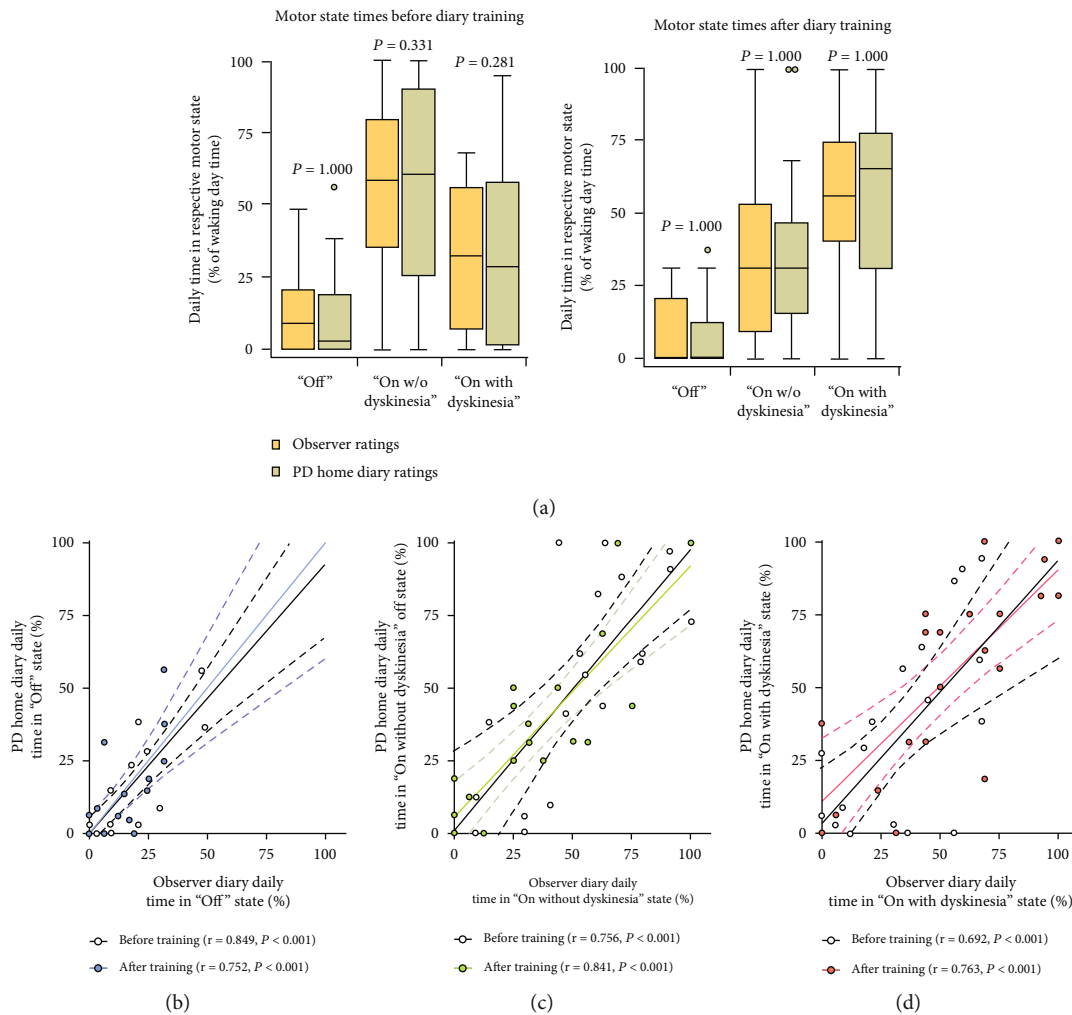 Motor state times before diary training
P = 0.331
P = 0.281
P = 1.000
Daily time in respective motor state
(% of waking day time)
100
75
50
25
0
"Off"
"On w/o
dyskinesia"
"On with
dyskinesia"
Motor state times after diary training
P = 1.000
P = 1.000
P = 1.000
Daily time in respective motor state
(% of waking day time)
100
75
50
25
0
"Off"
"On w/o
dyskinesia"
"On with
dyskinesia"
Observer ratings
PD home diary ratings
(a)
PD home diary daily
time in "Off" state (%)
100
75
50
25
0
0 25 50 75 100
Observer diary daily
time in "Off" state (%)
Before training (r = 0.849, P < 0.001)
After training (r = 0.752, P < 0.001)
(b)
PD home diary daily
time in "On without dyskinesia" off state (%)
100
75
50
25
0
0 25 50 75 100
Observer diary daily
time in "On without dyskinesia" state (%)
Before training (r = 0.756, P < 0.001)
After training (r = 0.841, P < 0.001)
(c)
PD home diary daily
time in "On with dyskinesia" state (%)
100
75
50
25
0
0 25 50 75 100
Observer diary daily
time in "On with dyskinesia" state (%)
Before training (r = 0.692, P < 0.001)
After training (r = 0.763, P < 0.001)
(d)